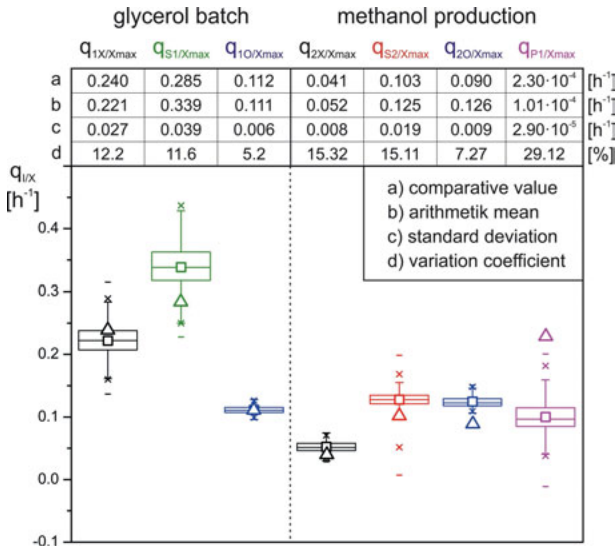 glycerol batch methanol production
q1X/Xmax qS1/Xmax q1O/Xmax q2X/Xmax qS2/Xmax q2O/Xmax qP1/Xmax
a 0.240 0.285 0.112 0.041 0.103 0.090 2.30·10⁻⁴ [h⁻¹]
b 0.221 0.339 0.111 0.052 0.125 0.126 1.01·10⁻⁴ [h⁻¹]
c 0.027 0.039 0.006 0.008 0.019 0.009 2.90·10⁻⁵ [h⁻¹]
d 12.2 11.6 5.2 15.32 15.11 7.27 29.12 [%]
qI/X
[h⁻¹]
a) comparative value
b) arithmetik mean
c) standard deviation
d) variation coefficient
0.4
0.3
0.2
0.1
0.0
-0.1